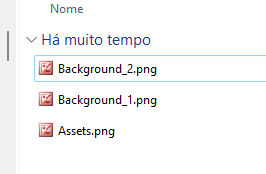 Nome
Há muito tempo
Background_2.png
Background_1.png
Assets.png